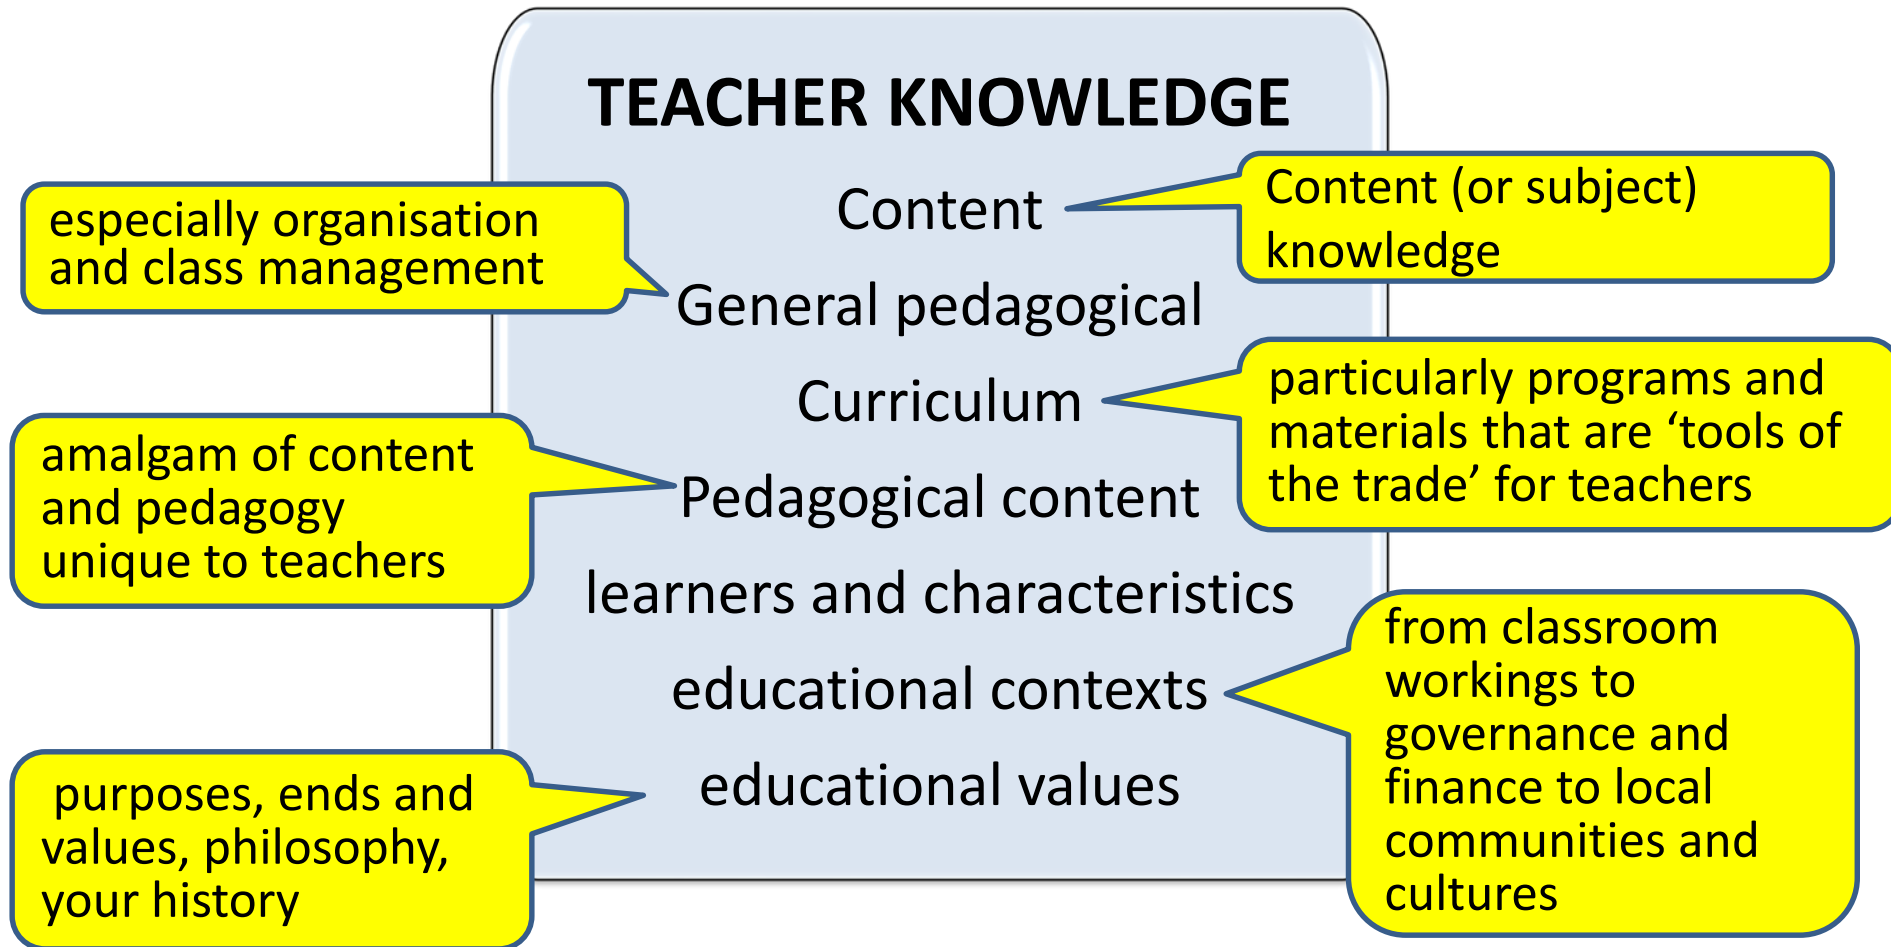 TEACHER KNOWLEDGE
Content
General pedagogical
Curriculum
Pedagogical content
learners and characteristics
educational contexts
educational values
Content (or subject)
knowledge
especially organisation
and class management
particularly programs and
materials that are ‘tools of
the trade’ for teachers
amalgam of content
and pedagogy
unique to teachers
from classroom
workings to
governance and
finance to local
communities and
cultures
purposes, ends and
values, philosophy,
your history